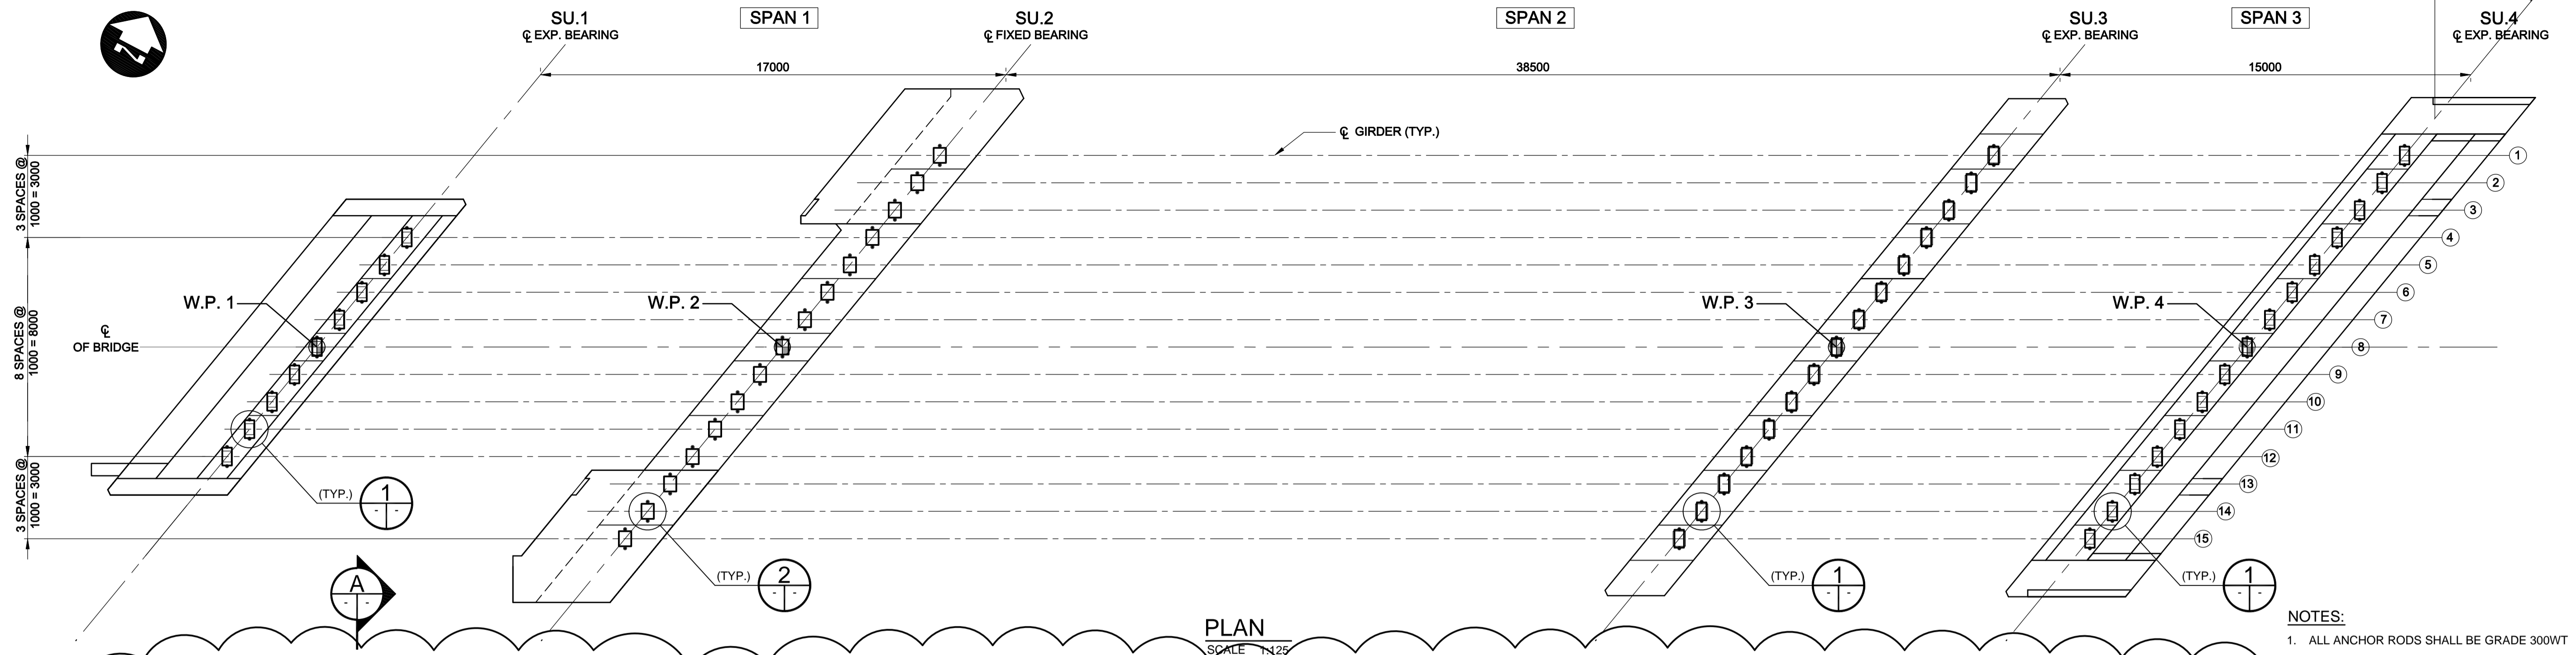 SU.1
℄ EXP. BEARING
SPAN 1
SU.2
℄ FIXED BEARING
SPAN 2
SU.3
℄ EXP. BEARING
SPAN 3
SU.4
℄ EXP. BEARING
17000
38500
15000
℄ GIRDER (TYP.)
3 SPACES @
1000 = 3000
8 SPACES @
1000 = 8000
3 SPACES @
1000 = 3000
W.P. 1
W.P. 2
W.P. 3
W.P. 4
℄
OF BRIDGE
1
2
3
4
5
6
7
8
9
10
11
12
13
14
15
(TYP.)
1
- -
(TYP.)
2
- -
(TYP.)
1
- -
(TYP.)
1
- -
A
- -
PLAN
SCALE 1:125
NOTES:
1. ALL ANCHOR RODS SHALL BE GRADE 300WT